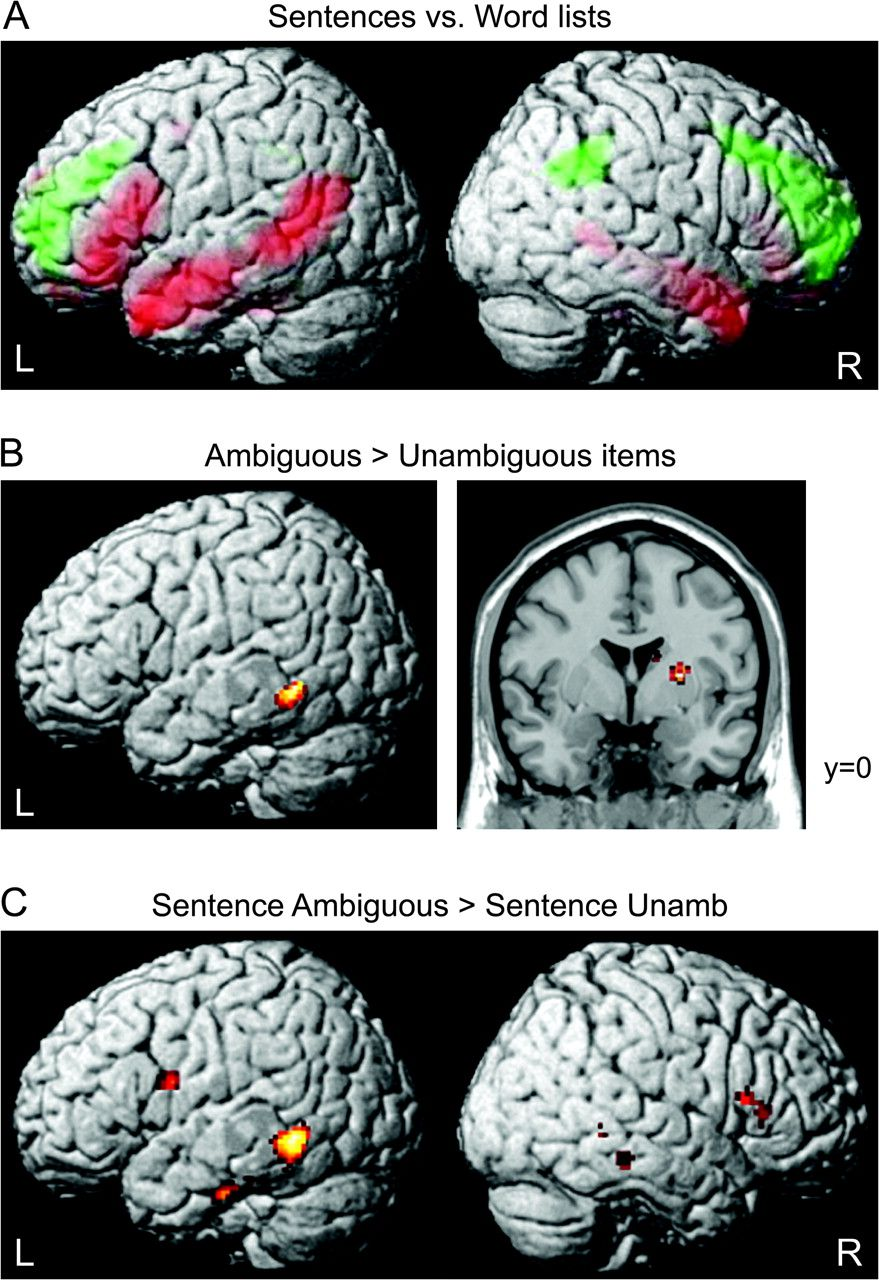 A
Sentences vs. Word lists
L
R
B
Ambiguous > Unambiguous items
L
y=0
C
Sentence Ambiguous > Sentence Unamb
L
R